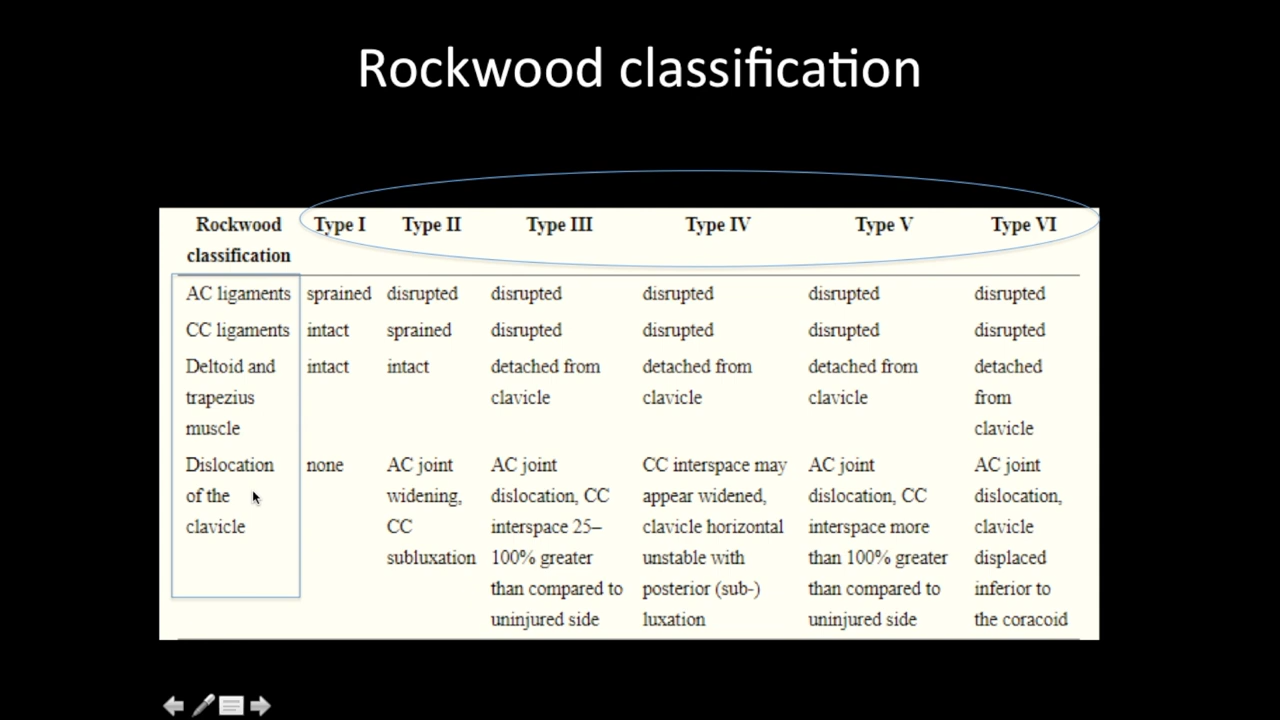 Rockwood classification
Rockwood Type I Type II Type III Type IV Type V Type VI
classification
AC ligaments sprained disrupted disrupted disrupted disrupted disrupted
CC ligaments intact sprained disrupted disrupted disrupted disrupted
Deltoid and intact intact detached from detached from detached from detached
trapezius clavicle clavicle clavicle from
muscle clavicle
Dislocation none AC joint AC joint CC interspace may AC joint AC joint
of the widening, dislocation, CC appear widened, dislocation, CC dislocation,
clavicle CC interspace 25– clavicle horizontal interspace more clavicle
subluxation 100% greater unstable with than 100% greater displaced
than compared to posterior (sub-) than compared to inferior to
uninjured side luxation uninjured side the coracoid